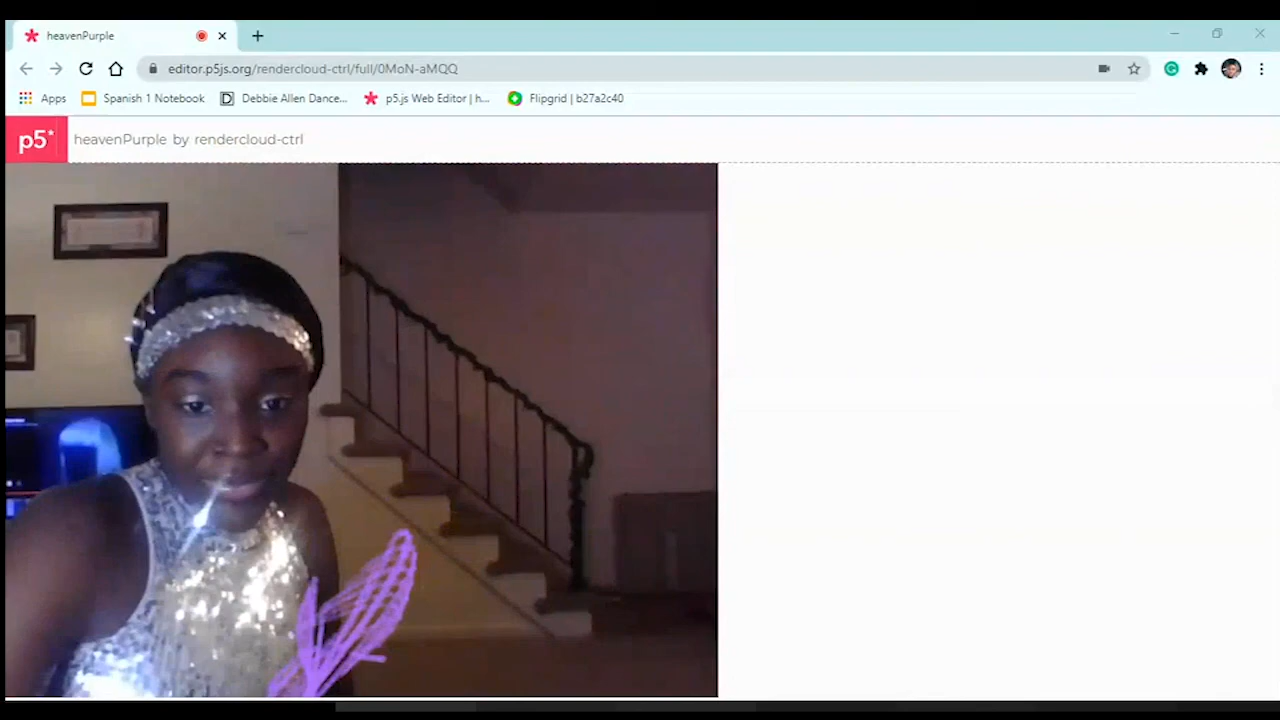 heavenPurple
editor.p5js.org/rendercloud-ctrl/full/0MoN-aMQQ
Apps Spanish 1 Notebook Debbie Allen Dance... p5.js Web Editor | h... Flipgrid | b27a2c40
p5* heavenPurple by rendercloud-ctrl